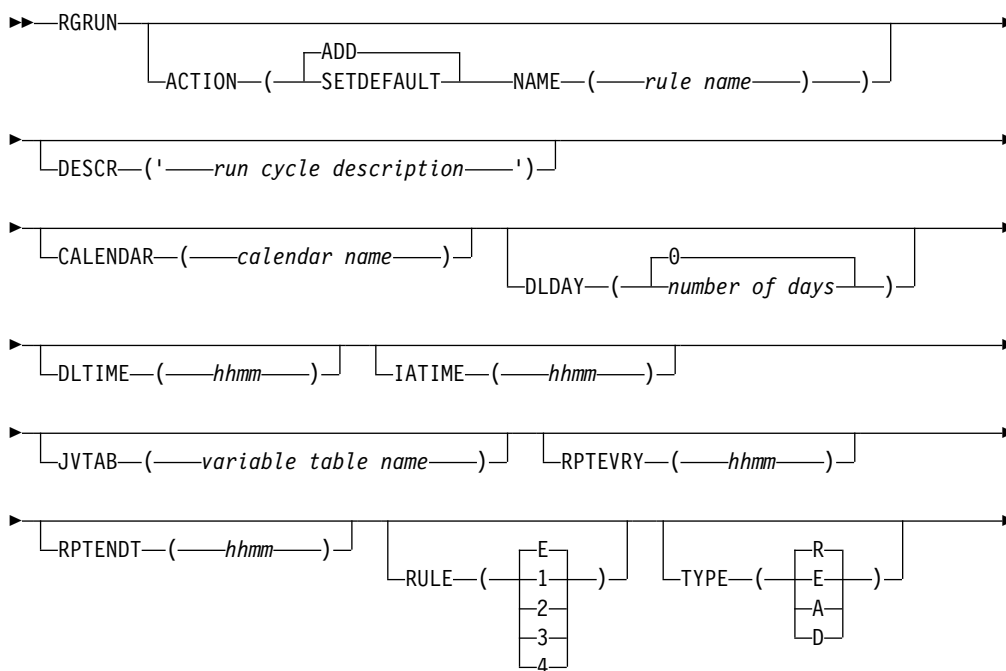 RGRUN
ADD
ACTION ( SETDEFAULT NAME ( rule name ) )
DESCR (' run cycle description ')
CALENDAR ( calendar name )
0
DLDAY ( number of days )
DLTIME ( hhmm ) IATIME ( hhmm )
JVTAB ( variable table name ) RPTEVRY ( hhmm )
RPTENDT ( hhmm )
E R
RULE ( 1 ) TYPE ( E )
2 A
3 D
4